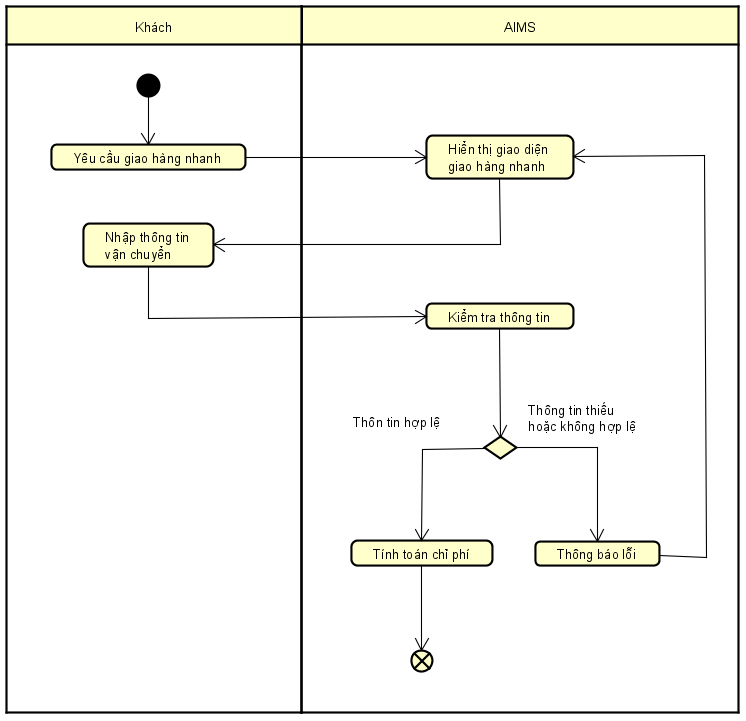 Khách
AIMS
Yêu cầu giao hàng nhanh
Hiển thị giao diện
giao hàng nhanh
Nhập thông tin
vận chuyển
Kiểm tra thông tin
Thôn tin hợp lệ
Thông tin thiếu
hoặc không hợp lệ
Tính toán chỉ phí
Thông báo lỗi